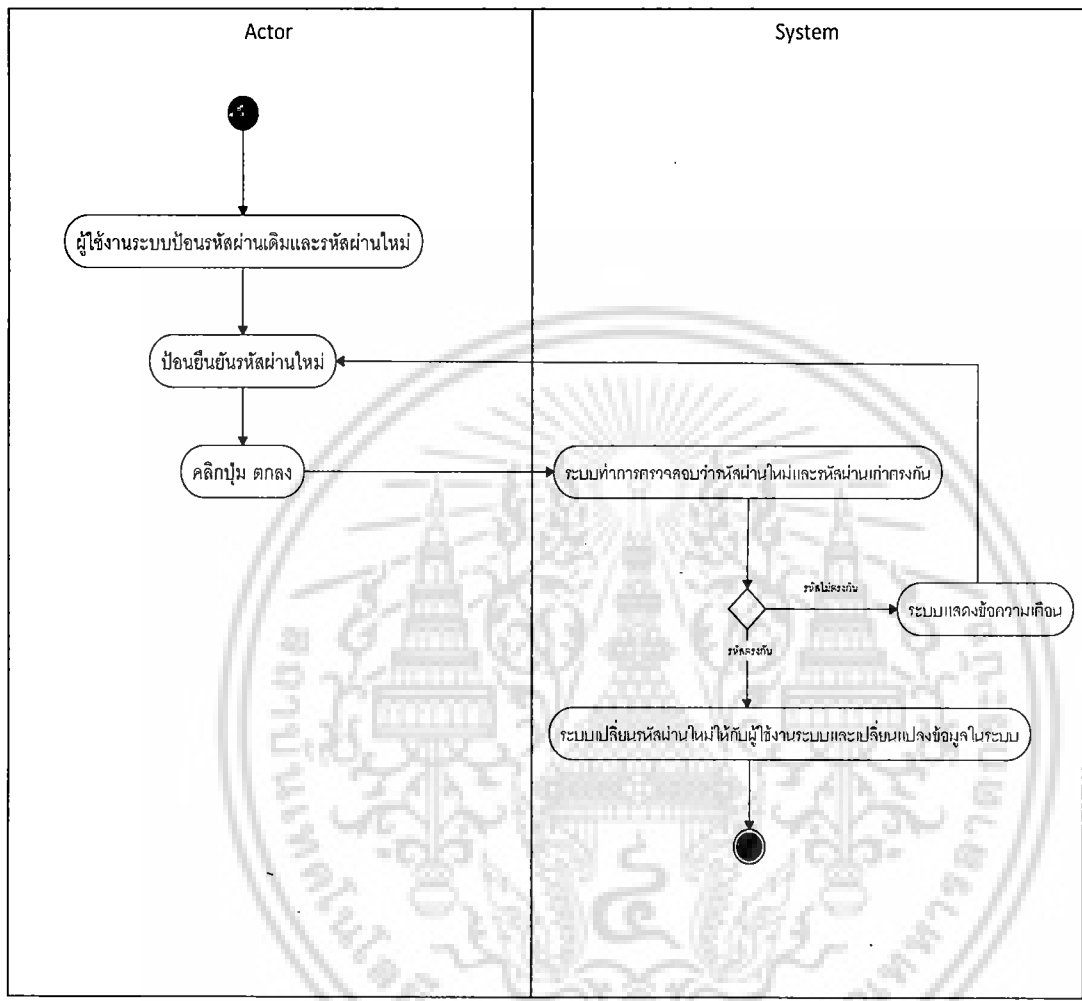 Actor
System
ผู้ใช้งานระบบป้อนรหัสผ่านเดิมและรหัสผ่านใหม่
ป้อนยืนยันรหัสผ่านใหม่
คลิกปุ่ม ตกลง
ระบบทำการตรวจสอบว่ารหัสผ่านใหม่และรหัสผ่านเก่าตรงกัน
รหัสไม่ตรงกัน
ระบบแสดงข้อความเตือน
รหัสตรงกัน
ระบบเปลี่ยนรหัสผ่านใหม่ให้กับผู้ใช้งานระบบและเปลี่ยนแปลงข้อมูลในระบบ